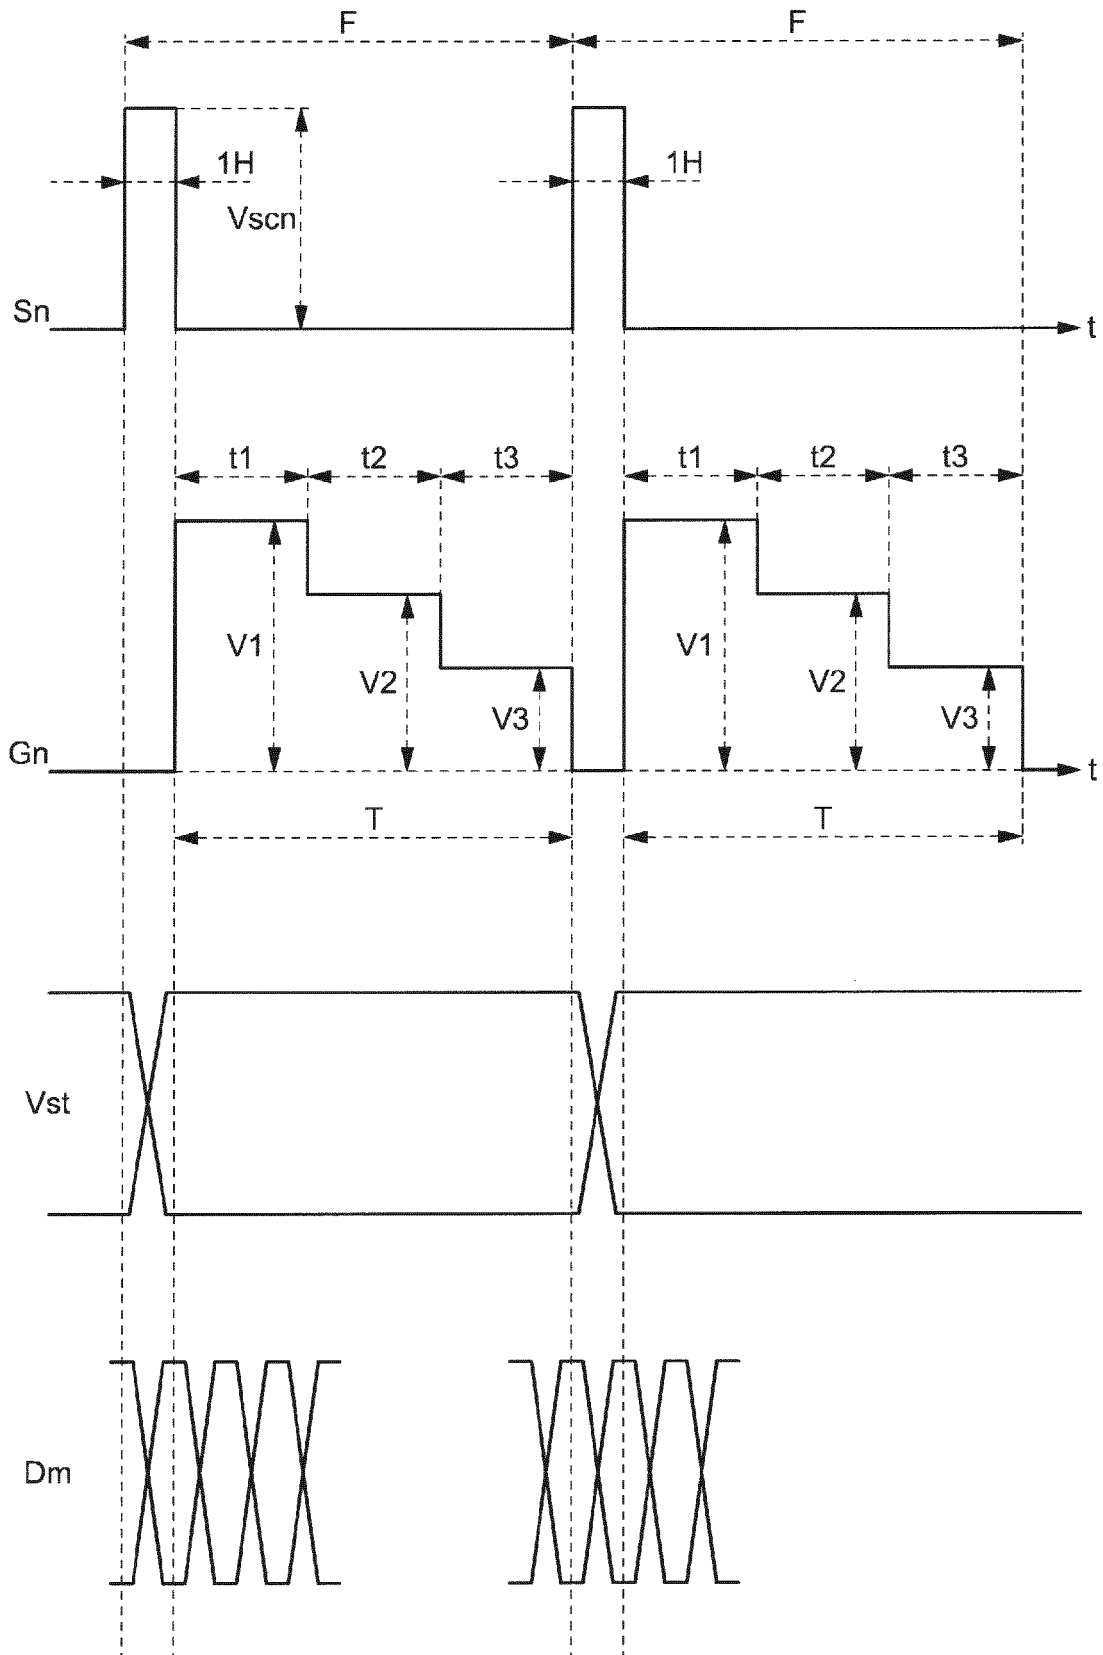 F F
1H 1H
Vscn
Sn t
t1 t2 t3 t1 t2 t3
V1 V2 V3 V1 V2 V3
Gn t
T T
Vst
Dm